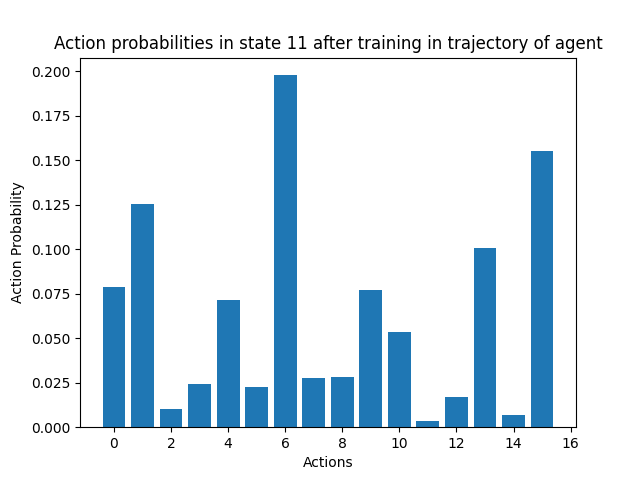 Action probabilities in state 11 after training in trajectory of agent
0.200
0.175
0.150
0.125
0.100
0.075
0.050
0.025
0.000
Action Probability
0 2 4 6 8 10 12 14 16
Actions